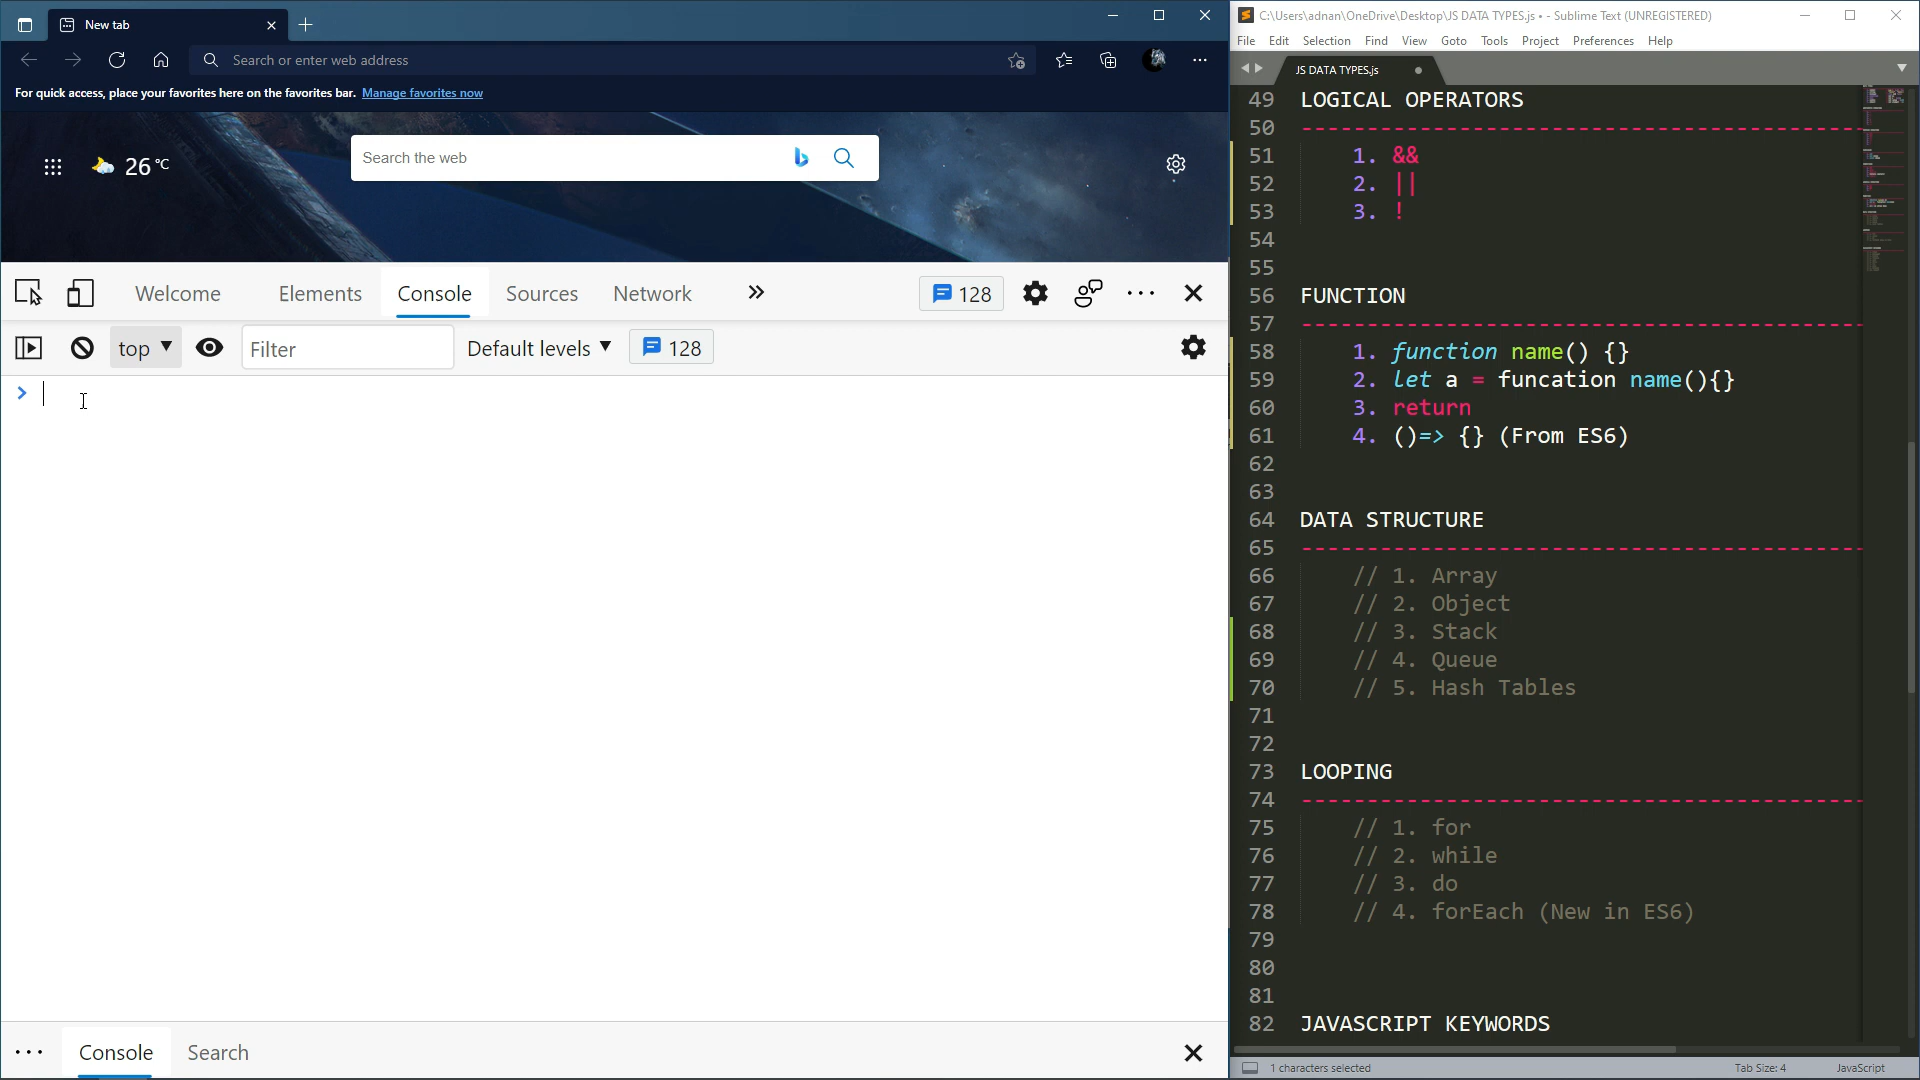 New tab
Search or enter web address
For quick access, place your favorites here on the favorites bar. Manage favorites now
26 °C
Search the web
Welcome Elements Console Sources Network 128
top Filter Default levels 128
Console Search
C:\Users\adnan\OneDrive\Desktop\JS DATA TYPES.js • - Sublime Text (UNREGISTERED)
File Edit Selection Find View Goto Tools Project Preferences Help
JS DATA TYPES.js
49 LOGICAL OPERATORS
50 -------------------------------------------
51 1. &&
52 2. ||
53 3. !
54
55
56 FUNCTION
57 -------------------------------------------
58 1. function name() {}
59 2. let a = funcation name(){}
60 3. return
61 4. ()=> {} (From ES6)
62
63
64 DATA STRUCTURE
65 -------------------------------------------
66 // 1. Array
67 // 2. Object
68 // 3. Stack
69 // 4. Queue
70 // 5. Hash Tables
71
72
73 LOOPING
74 -------------------------------------------
75 // 1. for
76 // 2. while
77 // 3. do
78 // 4. forEach (New in ES6)
79
80
81
82 JAVASCRIPT KEYWORDS
1 characters selected Tab Size: 4 JavaScript